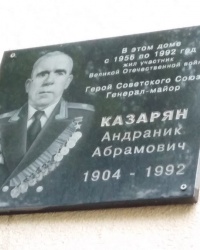 В этом доме
с 1956 по 1992 год
жил участник
Великой Отечественной войны
Герой Советского Союза
Генерал-майор
КАЗАРЯН
Андраник
Абрамович
1904 - 1992